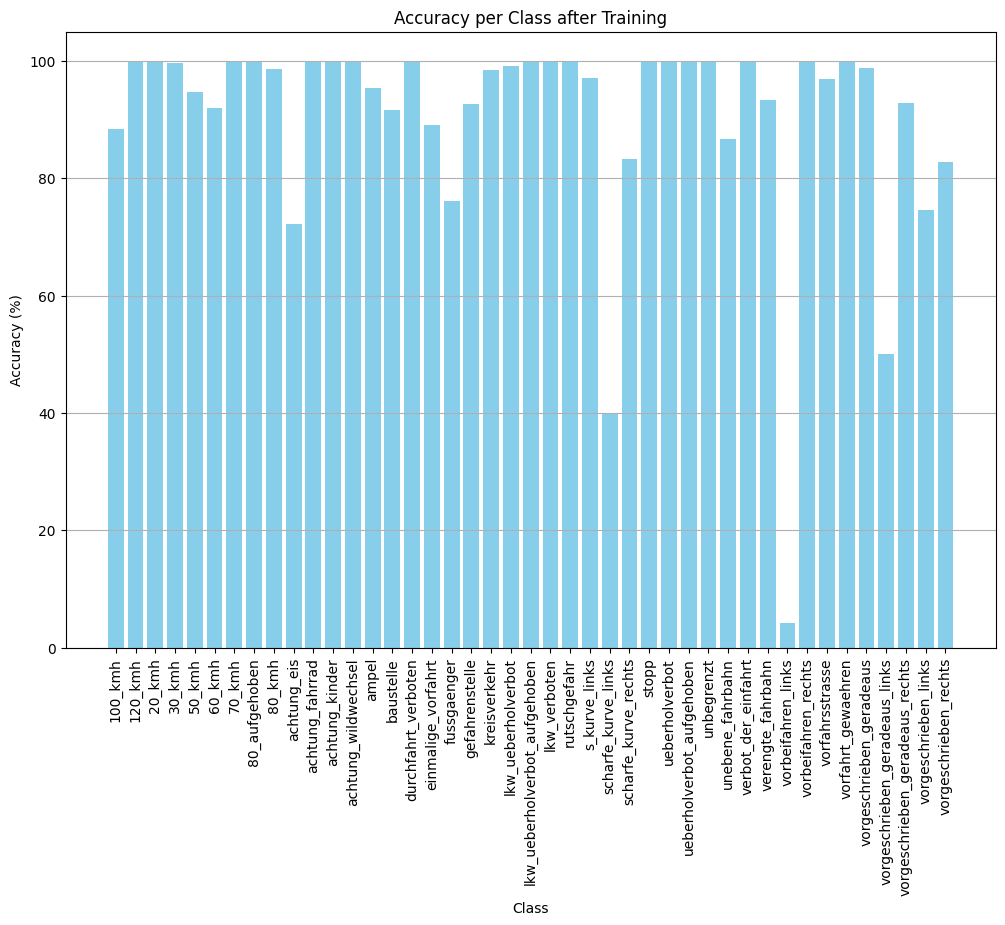 Accuracy per Class after Training
Accuracy (%)
100
80
60
40
20
0
100_kmh
120_kmh
20_kmh
30_kmh
50_kmh
60_kmh
70_kmh
80_aufgehoben
80_kmh
achtung_eis
achtung_fahrrad
achtung_kinder
achtung_wildwechsel
ampel
baustelle
durchfahrt_verboten
einmalige_vorfahrt
fussgaenger
gefahrenstelle
kreisverkehr
lkw_ueberholverbot
lkw_ueberholverbot_aufgehoben
lkw_verboten
rutschgefahr
s_kurve_links
scharfe_kurve_links
scharfe_kurve_rechts
stopp
ueberholverbot
ueberholverbot_aufgehoben
unbegrenzt
unebene_fahrbahn
verbot_der_einfahrt
verengte_fahrbahn
vorbeifahren_links
vorbeifahren_rechts
vorfahrsstrasse
vorfahrt_gewaehren
vorgeschrieben_geradeaus
vorgeschrieben_geradeaus_links
vorgeschrieben_geradeaus_rechts
vorgeschrieben_links
vorgeschrieben_rechts
Class